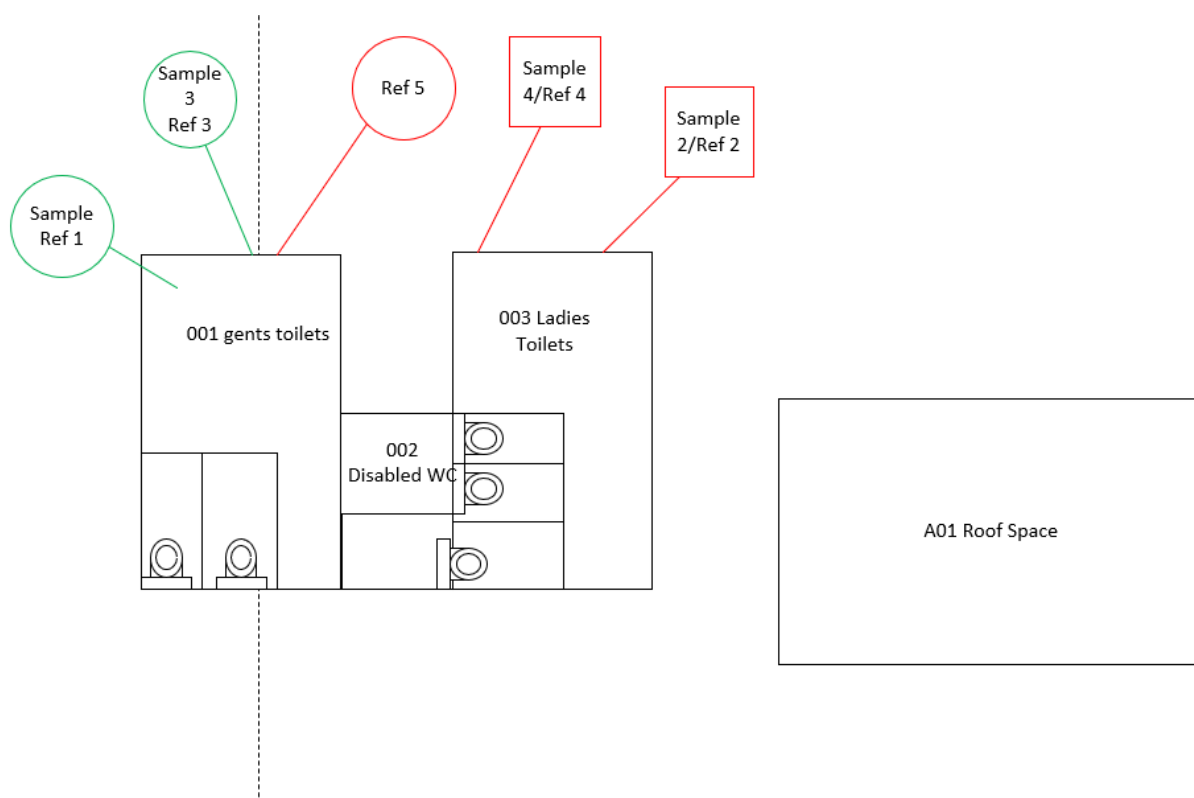 Sample
3
Ref 3
Ref 5
Sample
4/Ref 4
Sample
2/Ref 2
Sample
Ref 1
001 gents toilets
003 Ladies
Toilets
002
Disabled WC
A01 Roof Space